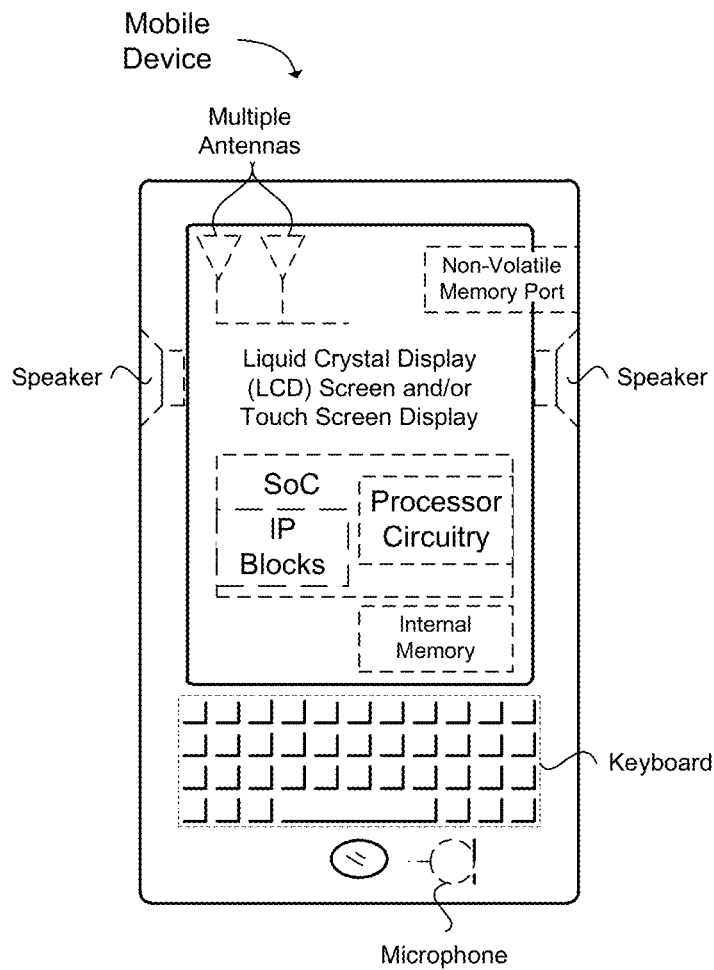 Mobile
Device
Multiple
Antennas
Non-Volatile
Memory Port
Speaker
Liquid Crystal Display
(LCD) Screen and/or
Touch Screen Display
Speaker
SoC
IP
Blocks
Processor
Circuitry
Internal
Memory
Keyboard
Microphone